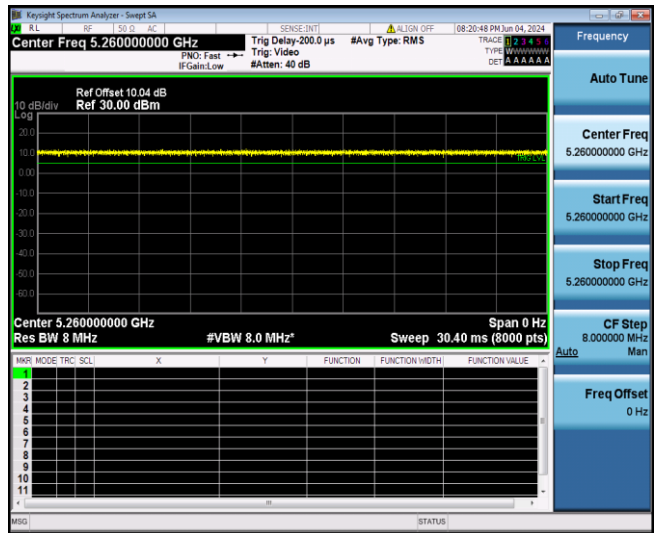 Keysight Spectrum Analyzer - Swept SA
RL RF 50 Ω AC SENSE:INT ALIGN OFF 08:20:48 PM Jun 04, 2024
Center Freq 5.260000000 GHz
PNO: Fast
IFGain:Low
Trig Delay-200.0 µs
Trig: Video
#Atten: 40 dB
#Avg Type: RMS
TRACE 1 2 3 4 5 6
TYPE WWWWWW
DET A A A A A A
Ref Offset 10.04 dB
10 dB/div Ref 30.00 dBm
Log
20.0
10.0
TRIG LVL
0.00
-10.0
-20.0
-30.0
-40.0
-50.0
-60.0
Center 5.260000000 GHz Span 0 Hz
Res BW 8 MHz #VBW 8.0 MHz* Sweep 30.40 ms (8000 pts)
MKR MODE TRC SCL X Y FUNCTION FUNCTION WIDTH FUNCTION VALUE
1
2
3
4
5
6
7
8
9
10
11
MSG STATUS
Frequency
Auto Tune
Center Freq
5.260000000 GHz
Start Freq
5.260000000 GHz
Stop Freq
5.260000000 GHz
CF Step
8.000000 MHz
Auto Man
Freq Offset
0 Hz